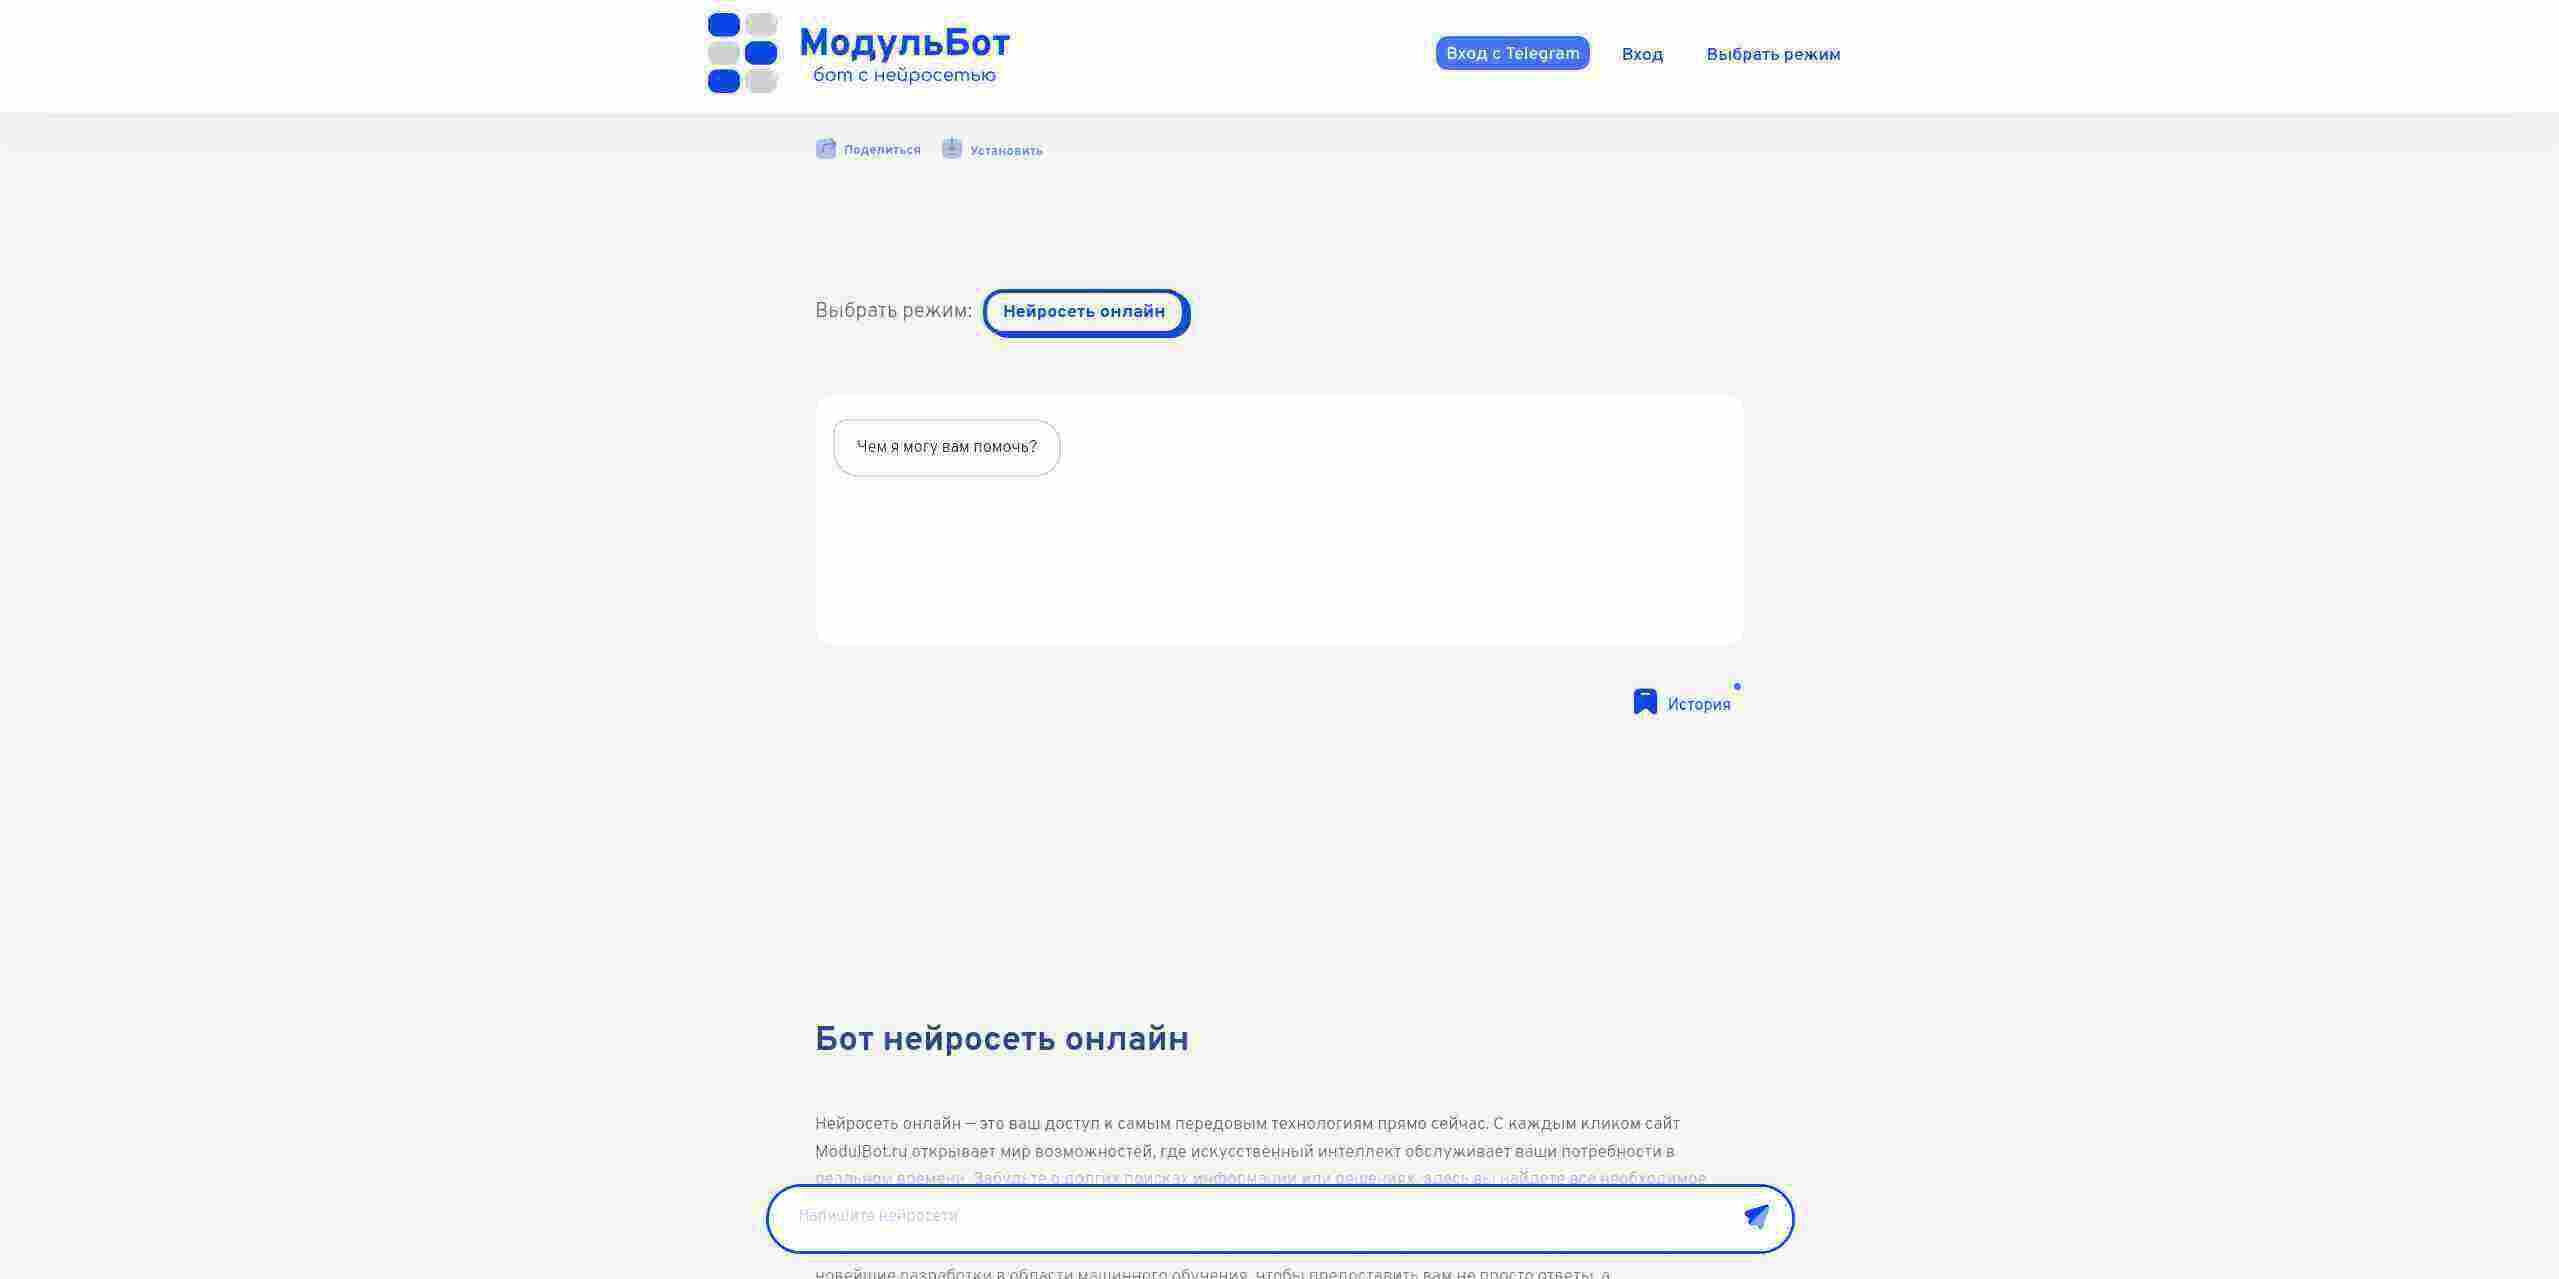 МодульБот
бот с нейросетью
Вход с Telegram
Вход
Выбрать режим
Поделиться
Установить
Выбрать режим:
Нейросеть онлайн
Чем я могу вам помочь?
История
Бот нейросеть онлайн
Нейросеть онлайн – это ваш доступ к самым передовым технологиям прямо сейчас. С каждым кликом сайт
ModulBot.ru открывает мир возможностей, где искусственный интеллект обслуживает ваши потребности в
реальном времени. Забудьте о долгих поисках информации или решениях, здесь вы найдете все необходимое
Напишите нейросети
новейшие разработки в области машинного обучения, чтобы предоставить вам не просто ответы, а